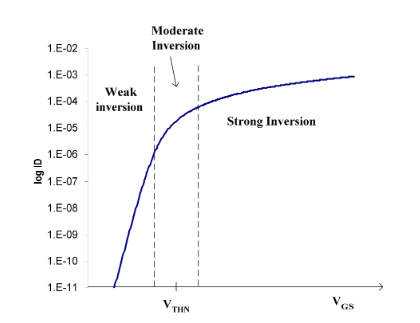 Moderate
Inversion
1.E-02
1.E-03
Weak
inversion
1.E-04
1.E-05
Strong Inversion
1.E-06
log ID
1.E-07
1.E-08
1.E-09
1.E-10
1.E-11
VTHN
VGS